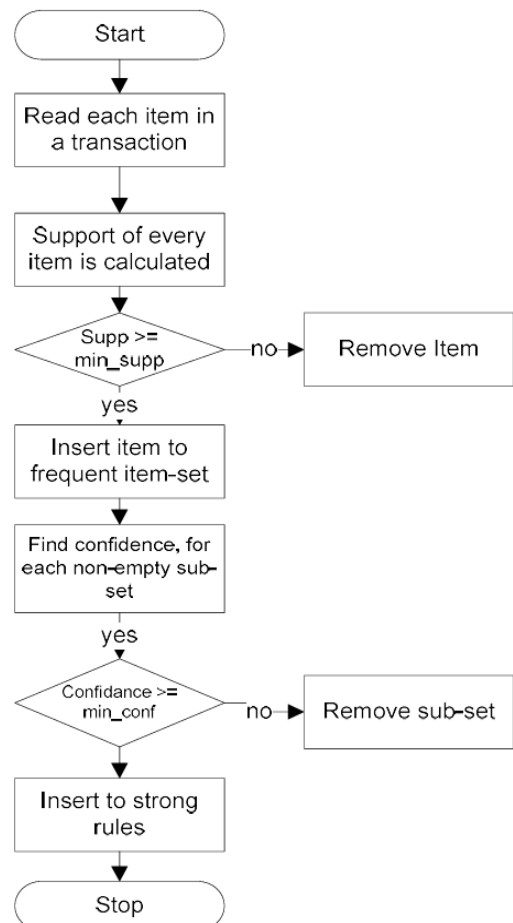 Start
Read each item in
a transaction
Support of every
item is calculated
Supp >=
min_supp
no
Remove Item
yes
Insert item to
frequent item-set
Find confidence, for
each non-empty sub-
set
yes
Confidance >=
min_conf
no
Remove sub-set
Insert to strong
rules
Stop